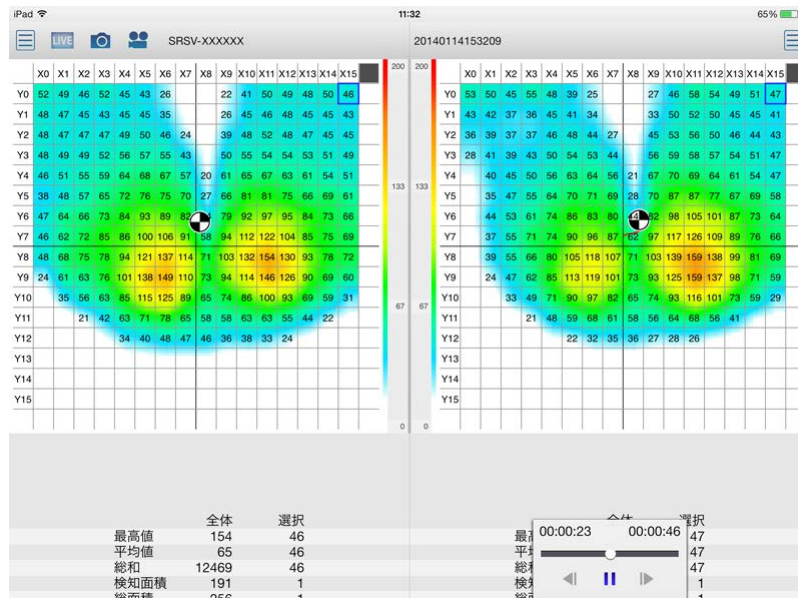 iPad 11:32 65%
LIVE SRSV-XXXXXX
X0 X1 X2 X3 X4 X5 X6 X7 X8 X9 X10 X11 X12 X13 X14 X15
Y0 52 49 46 52 45 43 26 22 41 50 49 48 50 46
Y1 48 47 45 43 45 45 35 26 45 46 48 45 45 43
Y2 48 47 47 47 49 50 46 24 39 48 52 48 47 45 45
Y3 48 49 49 52 56 57 55 43 50 55 54 54 53 51 49
Y4 46 51 55 59 64 68 67 57 20 61 65 67 63 61 54 51
Y5 38 48 57 65 72 76 75 70 27 66 81 81 75 66 69 61
Y6 47 64 66 73 84 93 89 82 79 92 97 95 84 73 66
Y7 46 62 72 85 86 100 106 91 58 94 112 122 104 85 75 69
Y8 48 68 75 78 94 121 137 114 71 103 132 154 130 93 78 72
Y9 24 61 63 76 101 138 149 110 73 94 114 146 126 90 69 60
Y10 35 56 63 85 115 125 89 65 74 86 100 93 69 59 31
Y11 21 42 63 71 78 65 58 58 63 63 55 44 22
Y12 34 40 48 47 46 36 38 33 24
Y13
Y14
Y15
200
133
67
0
全体 選択
最高値 154 46
平均値 65 46
総和 12469 46
検知面積 191 1
総面積 256 1
20140114153209
X0 X1 X2 X3 X4 X5 X6 X7 X8 X9 X10 X11 X12 X13 X14 X15
Y0 53 50 45 55 48 39 25 27 46 58 54 49 51 47
Y1 43 42 37 36 45 41 34 33 50 52 50 45 45 41
Y2 36 39 37 37 46 48 44 27 45 53 56 50 46 44 43
Y3 28 41 39 43 50 54 53 44 56 59 58 57 54 51 47
Y4 40 45 50 56 63 64 56 21 67 70 69 64 61 54 47
Y5 35 47 55 64 70 71 69 28 70 87 87 77 67 69 58
Y6 44 53 61 74 86 83 80 82 98 105 101 87 73 64
Y7 37 55 71 74 90 96 87 62 97 117 126 109 89 76 66
Y8 39 55 66 80 105 118 107 71 103 139 159 138 99 81 69
Y9 24 47 62 85 113 119 101 73 93 125 159 137 98 71 59
Y10 33 49 71 90 97 82 65 74 93 116 101 73 59 29
Y11 21 48 59 68 61 58 56 64 68 56 41
Y12 22 32 35 36 27 28 26
Y13
Y14
Y15
200
133
67
0
全体 選択
最高 47
平均 47
総和 47
検知 1
1
00:00:23 00:00:46